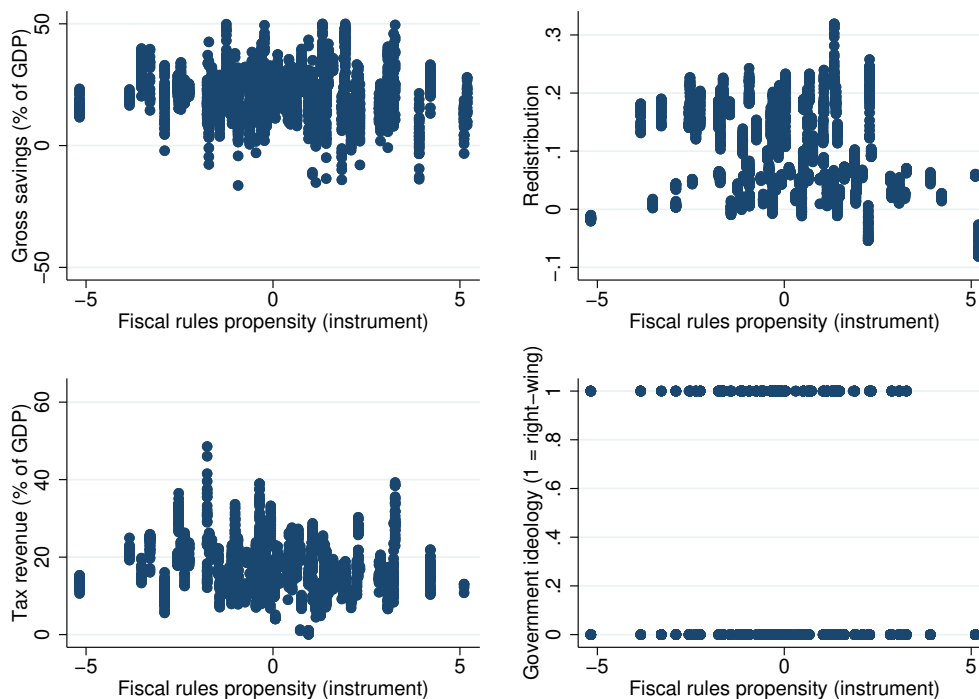 Gross savings (% of GDP)
50
0
−50
−5 0 5
Fiscal rules propensity (instrument)
Redistribution
.3
.2
.1
0
−.1
−5 0 5
Fiscal rules propensity (instrument)
Tax revenue (% of GDP)
60
40
20
0
−5 0 5
Fiscal rules propensity (instrument)
Government ideology (1 = right−wing)
1
.8
.6
.4
.2
0
−5 0 5
Fiscal rules propensity (instrument)